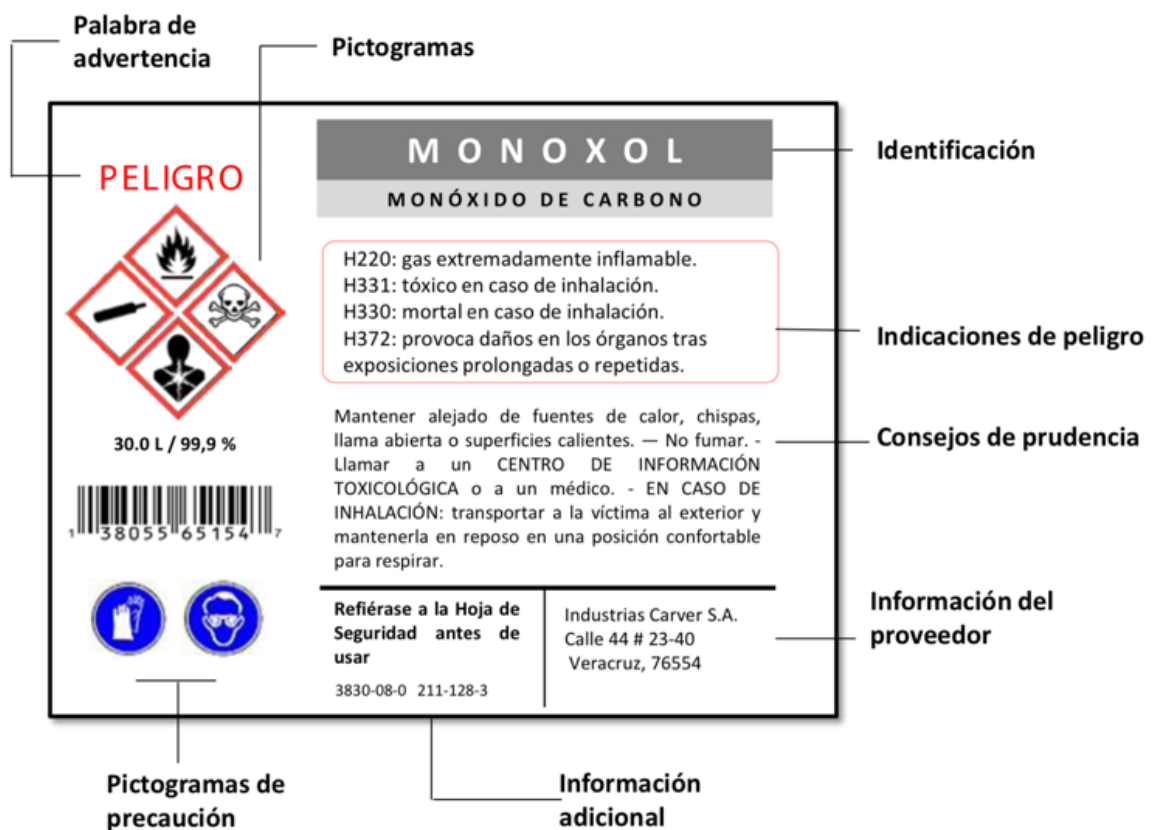 Palabra de
advertencia
Pictogramas
PELIGRO
MONOXOL
MONÓXIDO DE CARBONO
Identificación
H220: gas extremadamente inflamable.
H331: tóxico en caso de inhalación.
H330: mortal en caso de inhalación.
H372: provoca daños en los órganos tras
exposiciones prolongadas o repetidas.
Indicaciones de peligro
30.0 L / 99,9 %
Mantener alejado de fuentes de calor, chispas,
llama abierta o superficies calientes. — No fumar. -
Llamar a un CENTRO DE INFORMACIÓN
TOXICOLÓGICA o a un médico. - EN CASO DE
INHALACIÓN: transportar a la víctima al exterior y
mantenerla en reposo en una posición confortable
para respirar.
Consejos de prudencia
1 38055 65154 7
Refiérase a la Hoja de
Seguridad antes de
usar
3830-08-0 211-128-3
Industrias Carver S.A.
Calle 44 # 23-40
Veracruz, 76554
Información del
proveedor
Pictogramas de
precaución
Información
adicional